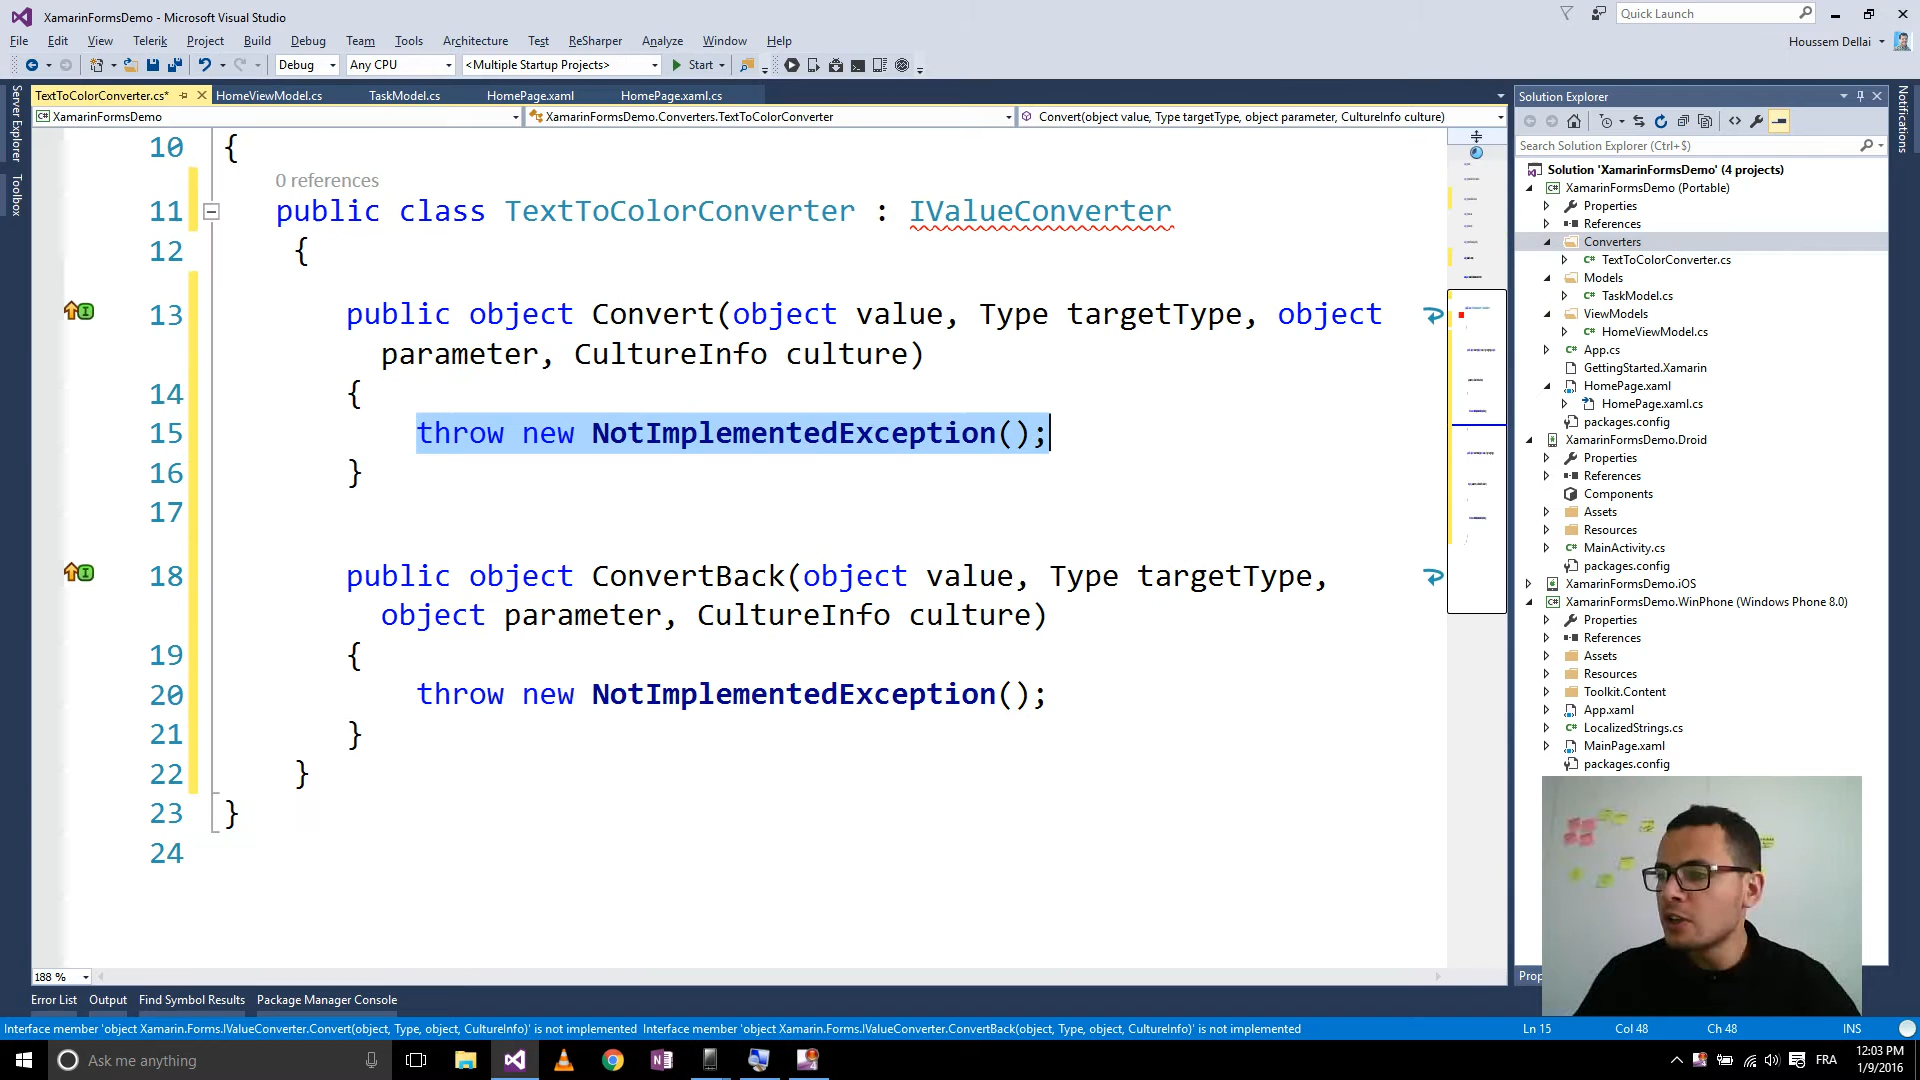 XamarinFormsDemo - Microsoft Visual Studio
Quick Launch
File Edit View Telerik Project Build Debug Team Tools Architecture Test ReSharper Analyze Window Help
Houssem Dellai
Debug Any CPU <Multiple Startup Projects> Start
Server Explorer
Toolbox
Notifications
TextToColorConverter.cs* HomeViewModel.cs TaskModel.cs HomePage.xaml HomePage.xaml.cs
XamarinFormsDemo XamarinFormsDemo.Converters.TextToColorConverter Convert(object value, Type targetType, object parameter, CultureInfo culture)
10 {
0 references
11 public class TextToColorConverter : IValueConverter
12 {
13 public object Convert(object value, Type targetType, object
parameter, CultureInfo culture)
14 {
15 throw new NotImplementedException();
16 }
17
18 public object ConvertBack(object value, Type targetType,
object parameter, CultureInfo culture)
19 {
20 throw new NotImplementedException();
21 }
22 }
23 }
24
188 %
Solution Explorer
Search Solution Explorer (Ctrl+$)
Solution 'XamarinFormsDemo' (4 projects)
XamarinFormsDemo (Portable)
Properties
References
Converters
TextToColorConverter.cs
Models
TaskModel.cs
ViewModels
HomeViewModel.cs
App.cs
GettingStarted.Xamarin
HomePage.xaml
HomePage.xaml.cs
packages.config
XamarinFormsDemo.Droid
Properties
References
Components
Assets
Resources
MainActivity.cs
packages.config
XamarinFormsDemo.iOS
XamarinFormsDemo.WinPhone (Windows Phone 8.0)
Properties
References
Assets
Resources
Toolkit.Content
App.xaml
LocalizedStrings.cs
MainPage.xaml
packages.config
Prop
Error List Output Find Symbol Results Package Manager Console
Interface member 'object Xamarin.Forms.IValueConverter.Convert(object, Type, object, CultureInfo)' is not implemented Interface member 'object Xamarin.Forms.IValueConverter.ConvertBack(object, Type, object, CultureInfo)' is not implemented
Ln 15 Col 48 Ch 48 INS
Ask me anything
FRA
12:03 PM
1/9/2016